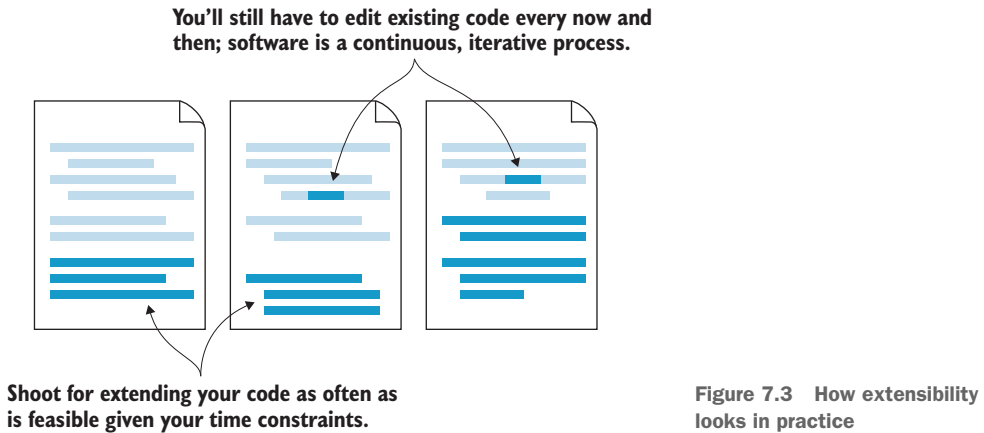 You'll still have to edit existing code every now and
then; software is a continuous, iterative process.
Shoot for extending your code as often as
is feasible given your time constraints.
Figure 7.3 How extensibility
looks in practice